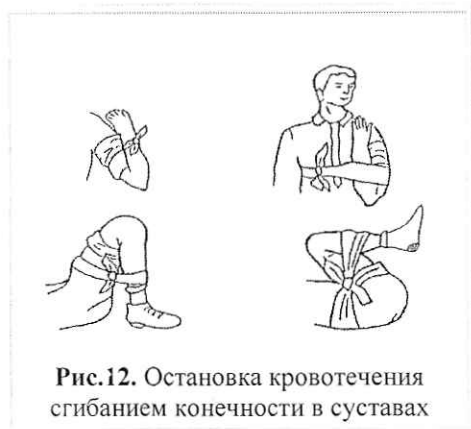 Рис.12. Остановка кровотечения
сгибанием конечности в суставах